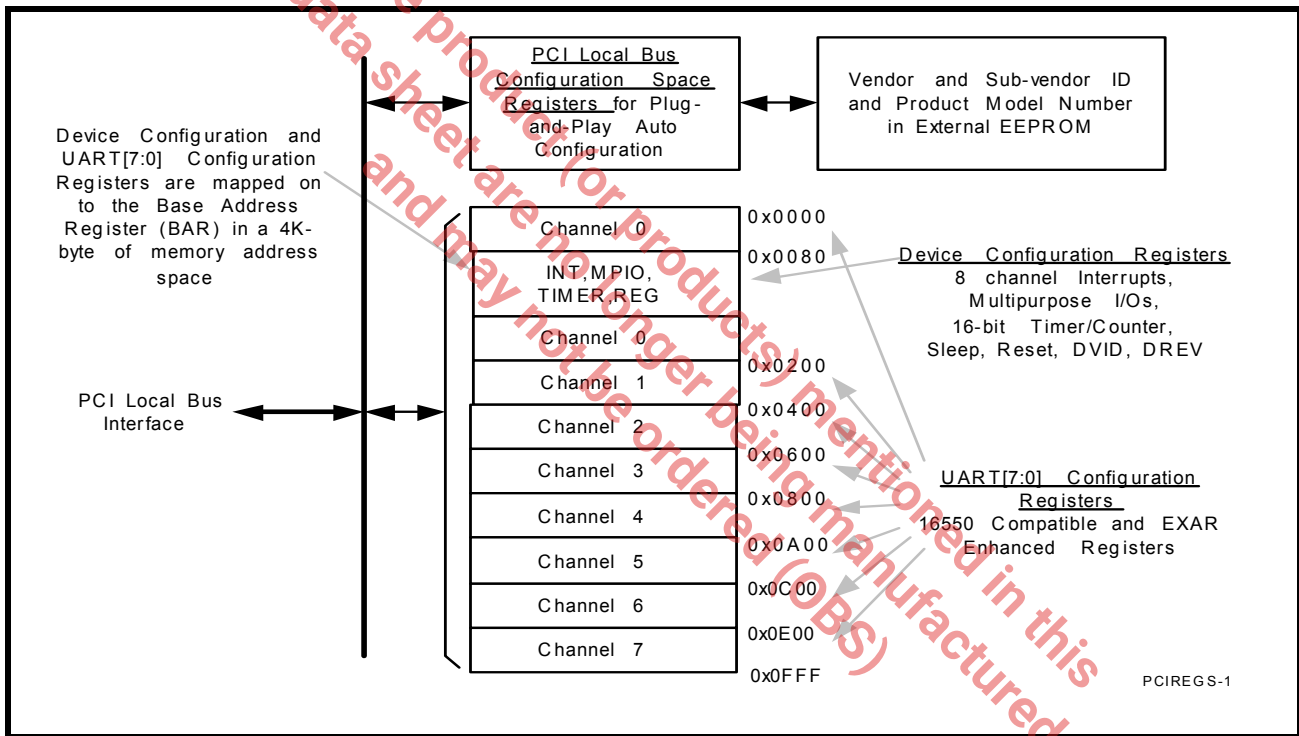 PCI Local Bus
Configuration Space
Registers for Plug-
and-Play Auto
Configuration
Vendor and Sub-vendor ID
and Product Model Number
in External EEPROM
Device Configuration and
UART[7:0] Configuration
Registers are mapped on
to the Base Address
Register (BAR) in a 4K-
byte of memory address
space
PCI Local Bus
Interface
Channel 0
INT,MPIO,
TIMER,REG
Channel 0
Channel 1
Channel 2
Channel 3
Channel 4
Channel 5
Channel 6
Channel 7
0x0000
0x0080
0x0200
0x0400
0x0600
0x0800
0x0A00
0x0C00
0x0E00
0x0FFF
Device Configuration Registers
8 channel Interrupts,
Multipurpose I/Os,
16-bit Timer/Counter,
Sleep, Reset, DVID, DREV
UART[7:0] Configuration
Registers
16550 Compatible and EXAR
Enhanced Registers
PCIREGS-1
product (or products) mentioned in this
sheet are no longer being manufactured
and may not be ordered (OBS)